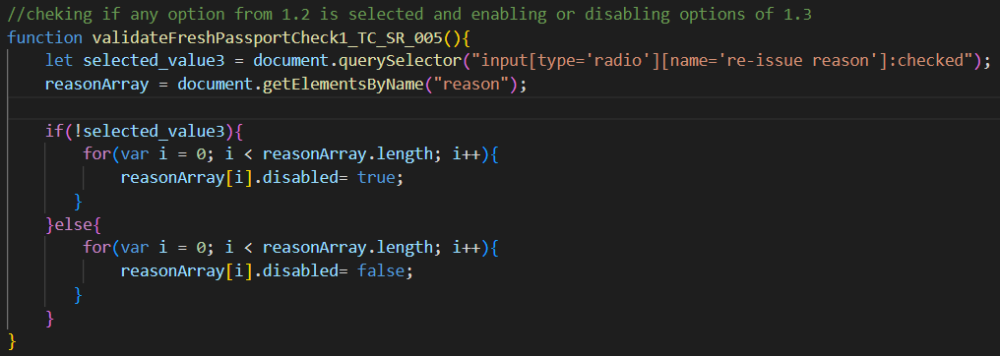 //cheking if any option from 1.2 is selected and enabling or disabling options of 1.3
function validateFreshPassportCheck1_TC_SR_005(){
let selected_value3 = document.querySelector("input[type='radio'][name='re-issue reason']:checked");
reasonArray = document.getElementsByName("reason");
if(!selected_value3){
for(var i = 0; i < reasonArray.length; i++){
reasonArray[i].disabled= true;
}
}else{
for(var i = 0; i < reasonArray.length; i++){
reasonArray[i].disabled= false;
}
}
}